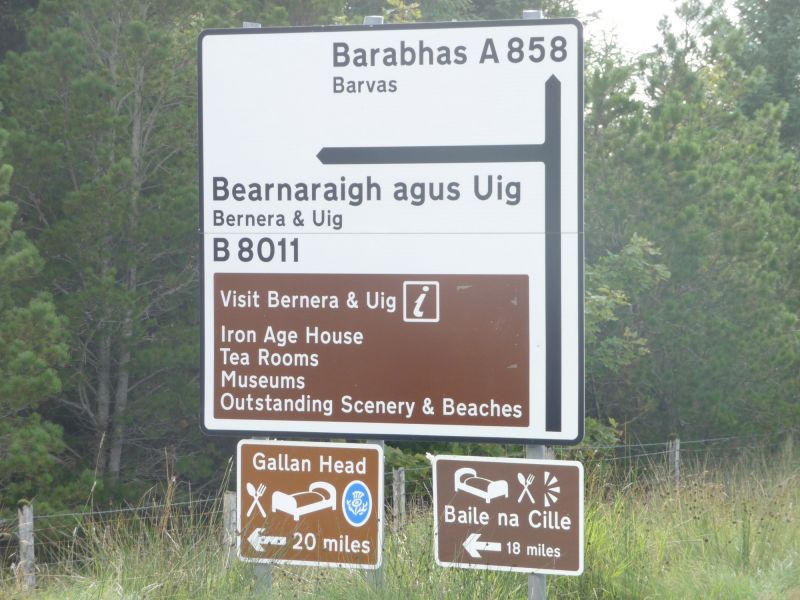 Barabhas A 858
Barvas
Bearnaraigh agus Uig
Bernera & Uig
B 8011
Visit Bernera & Uig i
Iron Age House
Tea Rooms
Museums
Outstanding Scenery & Beaches
Gallan Head
20 miles
Baile na Cille
18 miles